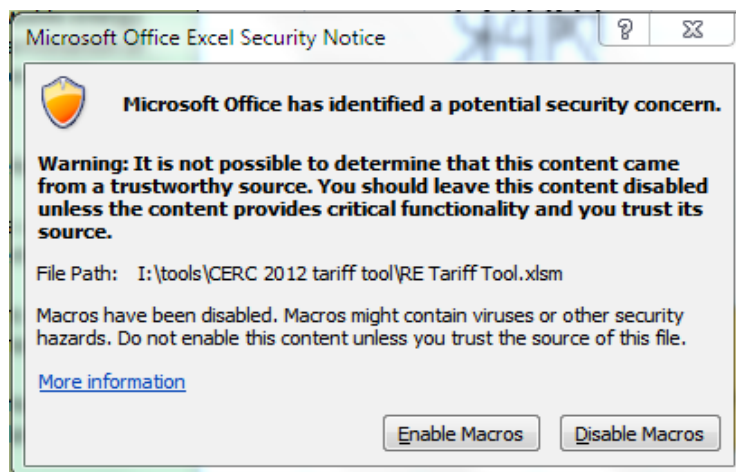 Microsoft Office Excel Security Notice
Microsoft Office has identified a potential security concern.
Warning: It is not possible to determine that this content came
from a trustworthy source. You should leave this content disabled
unless the content provides critical functionality and you trust its
source.
File Path: I:\tools\CERC 2012 tariff tool\RE Tariff Tool.xlsm
Macros have been disabled. Macros might contain viruses or other security
hazards. Do not enable this content unless you trust the source of this file.
More information
Enable Macros Disable Macros